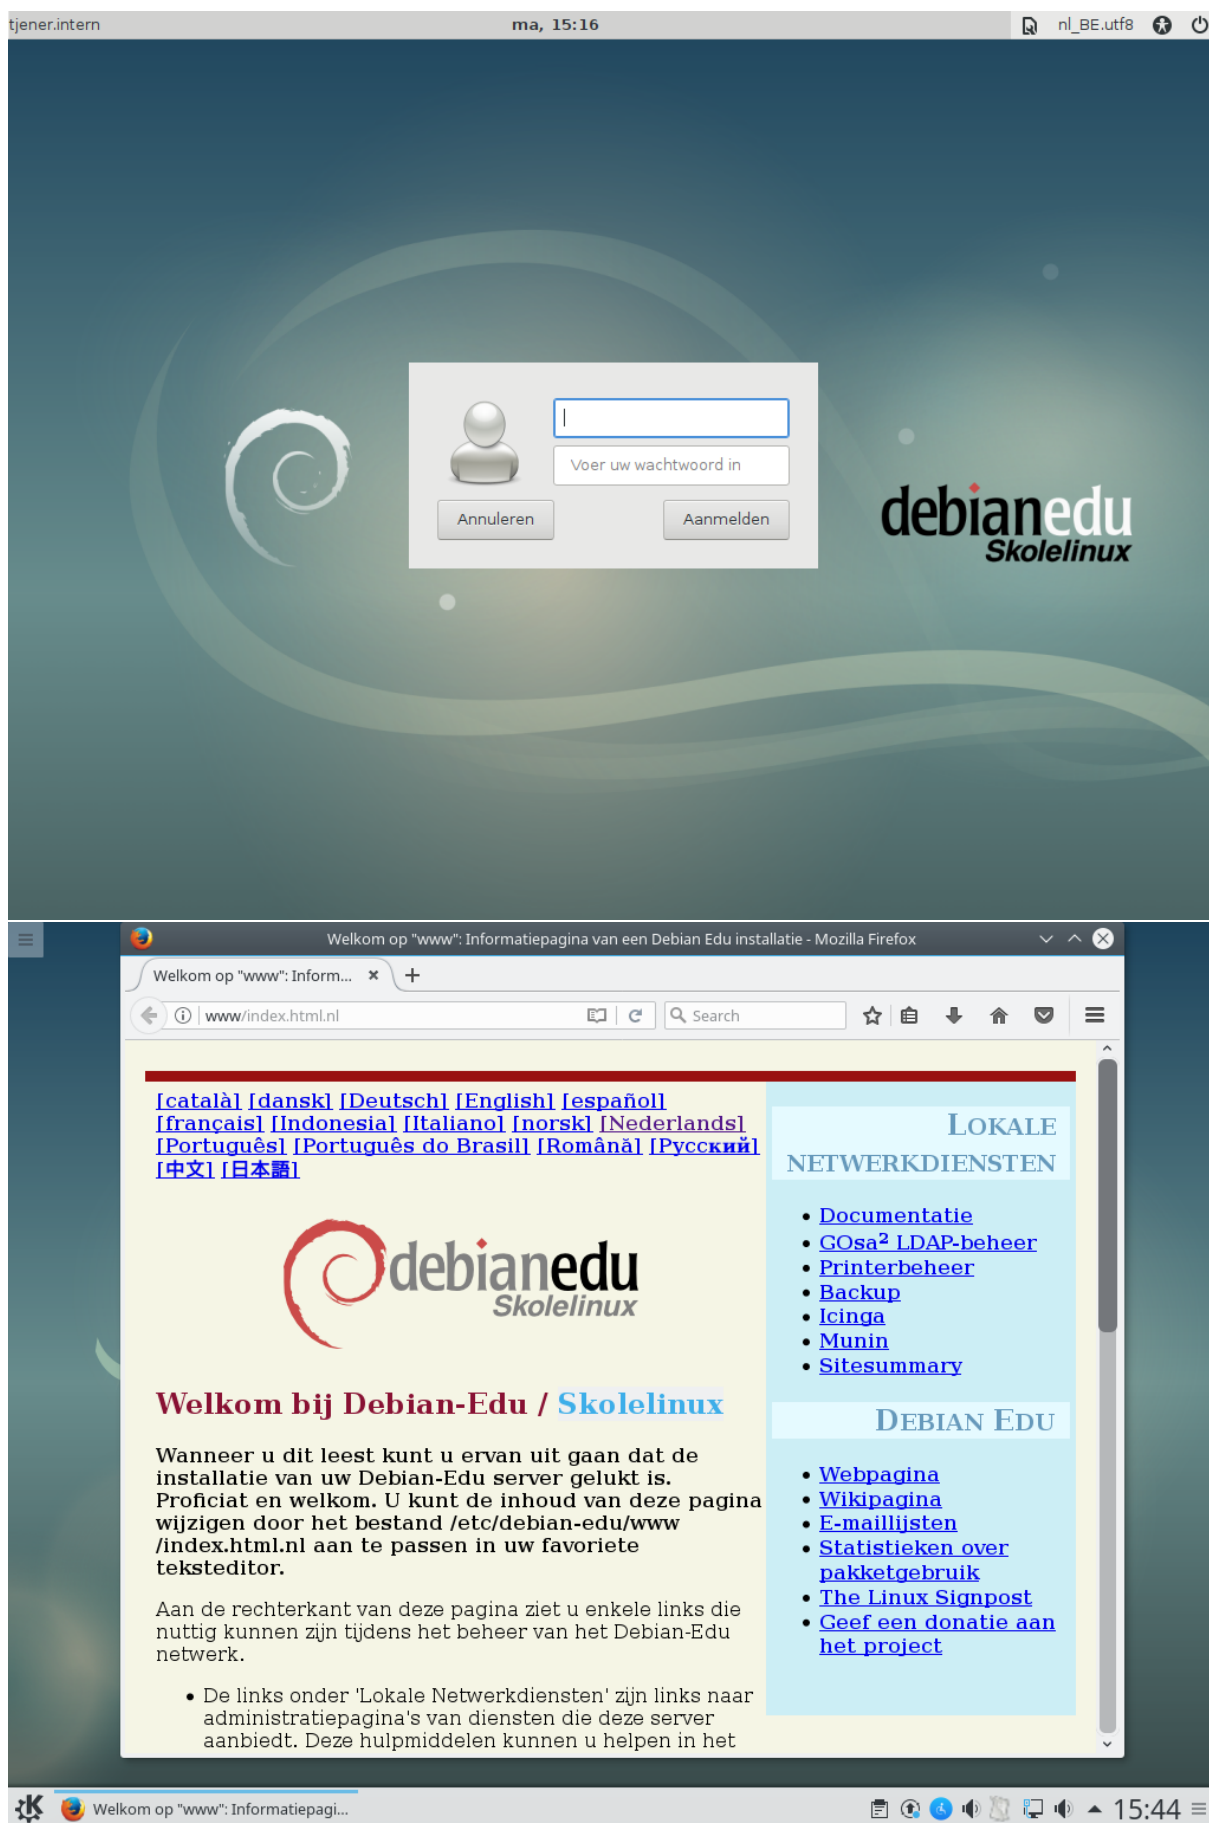 tjener.intern
ma, 15:16
nl_BE.utf8
Voer uw wachtwoord in
Annuleren
Aanmelden
debianedu
Skolelinux
Welkom op "www": Informatiepagina van een Debian Edu installatie - Mozilla Firefox
Welkom op "www": Inform...
www/index.html.nl
Search
[català] [dansk] [Deutsch] [English] [español]
[français] [Indonesia] [Italiano] [norsk] [Nederlands]
[Português] [Português do Brasil] [Română] [Русский]
[中文] [日本語]
debianedu
Skolelinux
Welkom bij Debian-Edu / Skolelinux
Wanneer u dit leest kunt u ervan uit gaan dat de
installatie van uw Debian-Edu server gelukt is.
Proficiat en welkom. U kunt de inhoud van deze pagina
wijzigen door het bestand /etc/debian-edu/www
/index.html.nl aan te passen in uw favoriete
teksteditor.
Aan de rechterkant van deze pagina ziet u enkele links die
nuttig kunnen zijn tijdens het beheer van het Debian-Edu
netwerk.
De links onder 'Lokale Netwerkdiensten' zijn links naar
administratiepagina's van diensten die deze server
aanbiedt. Deze hulpmiddelen kunnen u helpen in het
LOKALE
NETWERKDIENSTEN
Documentatie
GOsa² LDAP-beheer
Printerbeheer
Backup
Icinga
Munin
Sitesummary
DEBIAN EDU
Webpagina
Wikipagina
E-maillijsten
Statistieken over
pakketgebruik
The Linux Signpost
Geef een donatie aan
het project
Welkom op "www": Informatiepagi...
15:44